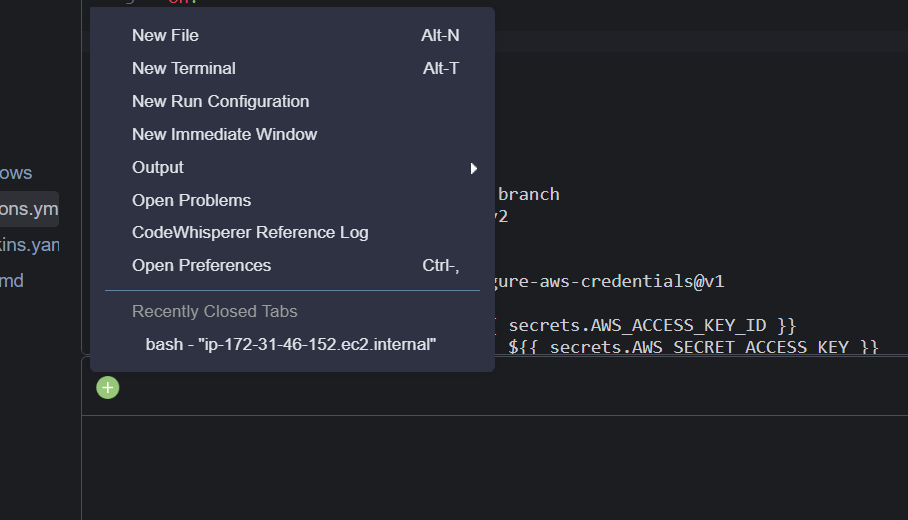 on:
New File Alt-N
New Terminal Alt-T
New Run Configuration
New Immediate Window
Output
Open Problems
CodeWhisperer Reference Log
Open Preferences Ctrl-,
Recently Closed Tabs
bash - "ip-172-31-46-152.ec2.internal"
ows
ons.ym
kins.yam
md
branch
v2
gure-aws-credentials@v1
{ secrets.AWS_ACCESS_KEY_ID }}
${{ secrets.AWS_SECRET_ACCESS_KEY }}